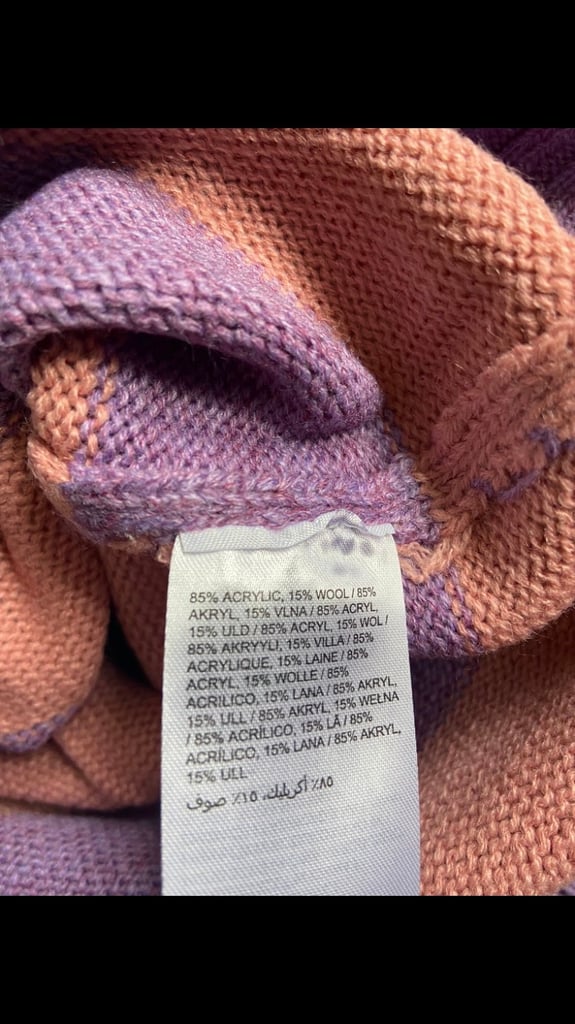 85% ACRYLIC, 15% WOOL / 85%
AKRYL, 15% VLNA / 85% ACRYL,
15% ULD / 85% ACRYL, 15% WOL /
85% AKRYYLI, 15% VILLA / 85%
ACRYLIQUE, 15% LAINE / 85%
ACRYL, 15% WOLLE / 85%
ACRILICO, 15% LANA / 85% AKRYL,
15% ULL / 85% AKRYL, 15% WEŁNA
/ 85% ACRÍLICO, 15% LÃ / 85%
ACRÍLICO, 15% LANA / 85% AKRYL,
15% ULL
٨٥٪ أكريليك، ١٥٪ صوف